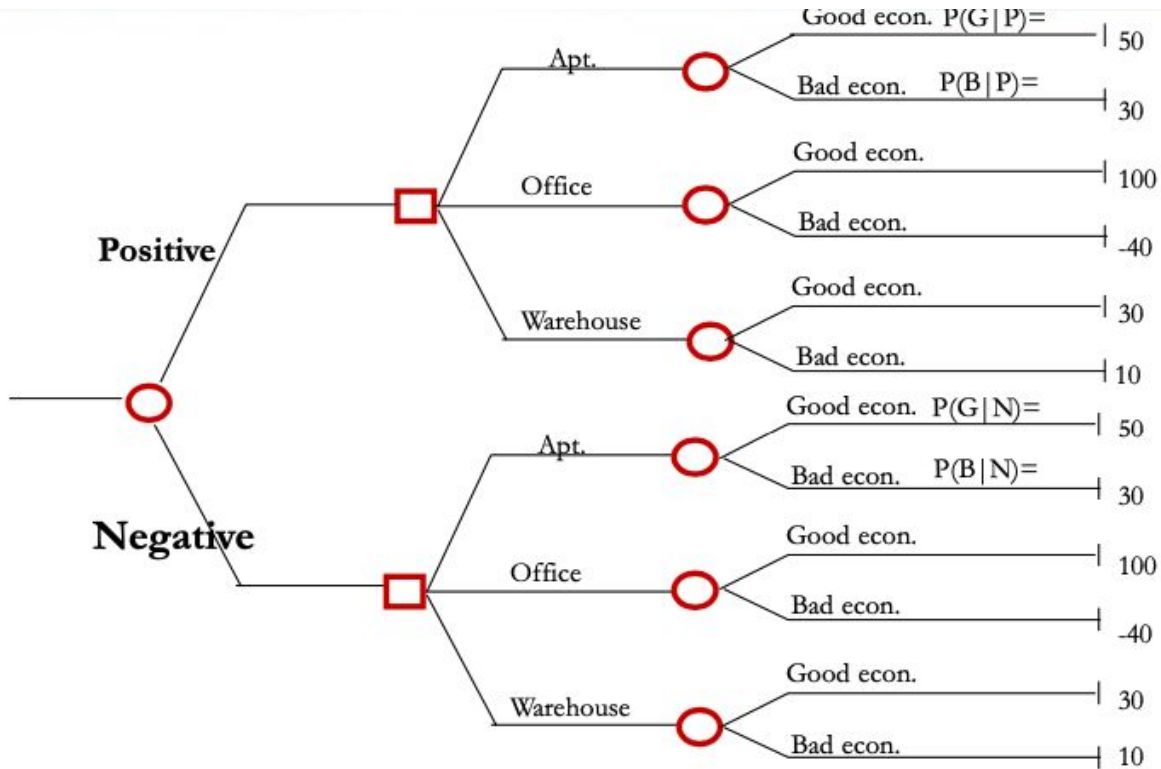 Good econ. P(G|P)=
50
Apt.
Bad econ. P(B|P)=
30
Good econ.
100
Office
Bad econ.
-40
Positive
Good econ.
30
Warehouse
Bad econ.
10
Good econ. P(G|N)=
50
Apt.
Bad econ. P(B|N)=
30
Negative
Good econ.
100
Office
Bad econ.
-40
Good econ.
30
Warehouse
Bad econ.
10